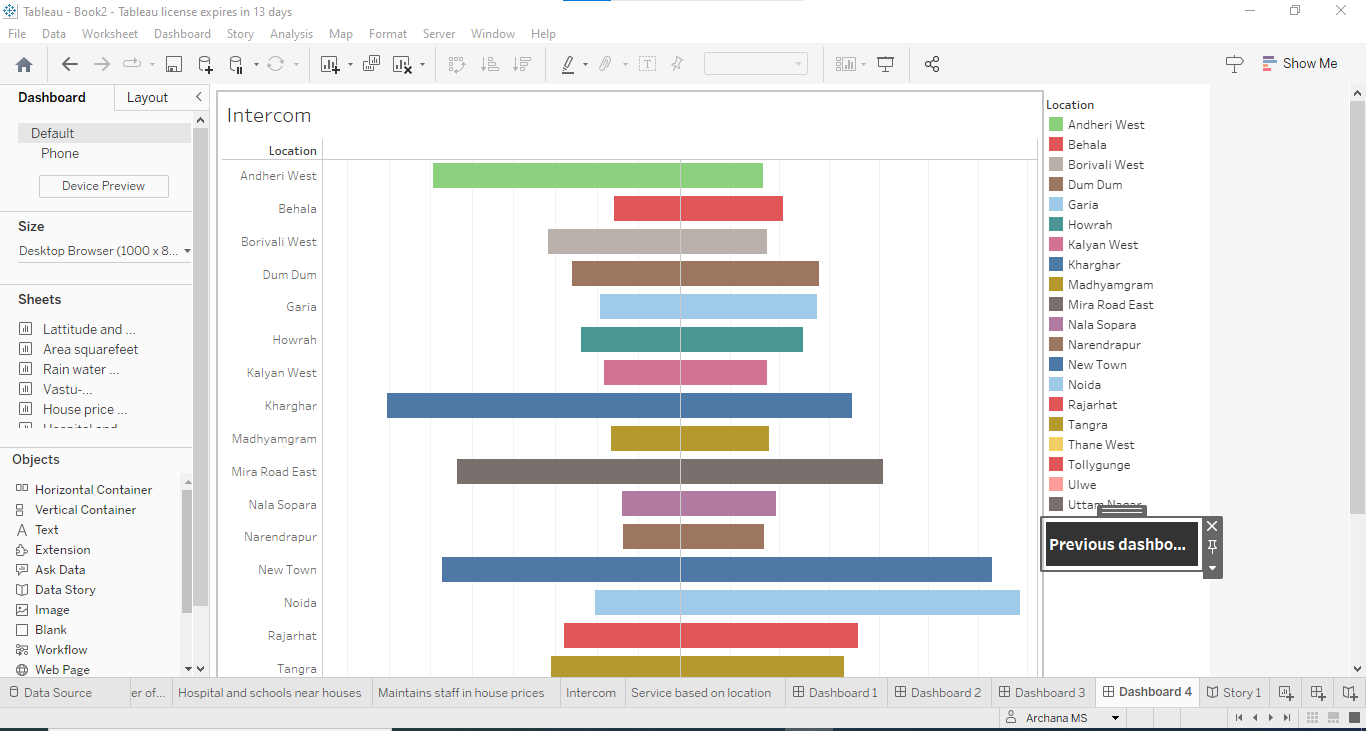 Tableau - Book2 - Tableau license expires in 13 days
File Data Worksheet Dashboard Story Analysis Map Format Server Window Help
Show Me
Dashboard Layout
Default
Phone
Device Preview
Size
Desktop Browser (1000 x 8...
Sheets
Lattitude and ...
Area squarefeet
Rain water ...
Vastu-...
House price ...
Hospital and
Objects
Horizontal Container
Vertical Container
Text
Extension
Ask Data
Data Story
Image
Blank
Workflow
Web Page
Intercom
Location
Andheri West
Behala
Borivali West
Dum Dum
Garia
Howrah
Kalyan West
Kharghar
Madhyamgram
Mira Road East
Nala Sopara
Narendrapur
New Town
Noida
Rajarhat
Tangra
Location
Andheri West
Behala
Borivali West
Dum Dum
Garia
Howrah
Kalyan West
Kharghar
Madhyamgram
Mira Road East
Nala Sopara
Narendrapur
New Town
Noida
Rajarhat
Tangra
Thane West
Tollygunge
Ulwe
Uttam Nagar
Previous dashbo...
Data Source er of... Hospital and schools near houses Maintains staff in house prices Intercom Service based on location Dashboard 1 Dashboard 2 Dashboard 3 Dashboard 4 Story 1
Archana MS